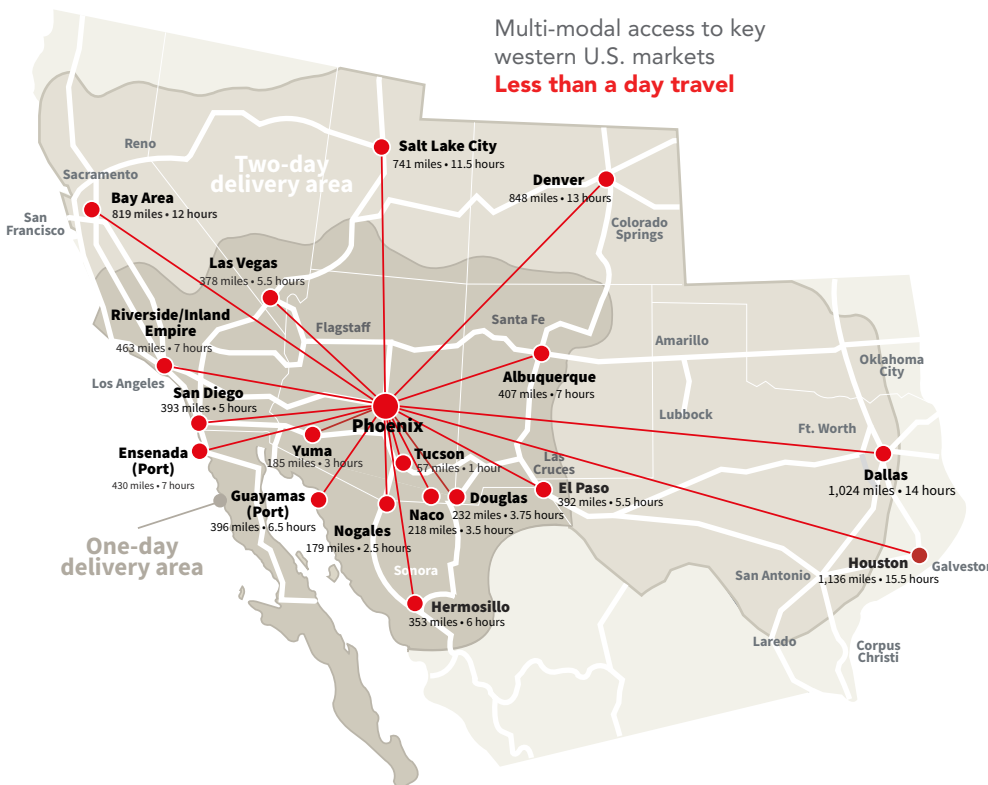 Multi-modal access to key
western U.S. markets
Less than a day travel
Reno
Two-day
delivery area
Sacramento
Salt Lake City
741 miles • 11.5 hours
Denver
848 miles • 13 hours
Bay Area
819 miles • 12 hours
San
Francisco
Colorado
Springs
Las Vegas
378 miles • 5.5 hours
Riverside/Inland
Empire
463 miles • 7 hours
Flagstaff
Santa Fe
Amarillo
Oklahoma
City
Los Angeles
San Diego
393 miles • 5 hours
Albuquerque
407 miles • 7 hours
Lubbock
Ft. Worth
Phoenix
Ensenada
(Port)
430 miles • 7 hours
Yuma
185 miles • 3 hours
Tucson
67 miles • 1 hour
Las
Cruces
El Paso
392 miles • 5.5 hours
Dallas
1,024 miles • 14 hours
Guayamas
(Port)
396 miles • 6.5 hours
Nogales
179 miles • 2.5 hours
Naco
218 miles • 3.5 hours
Douglas
232 miles • 3.75 hours
One-day
delivery area
Sonora
Hermosillo
353 miles • 6 hours
San Antonio
Houston
1,136 miles • 15.5 hours
Galveston
Laredo
Corpus
Christi